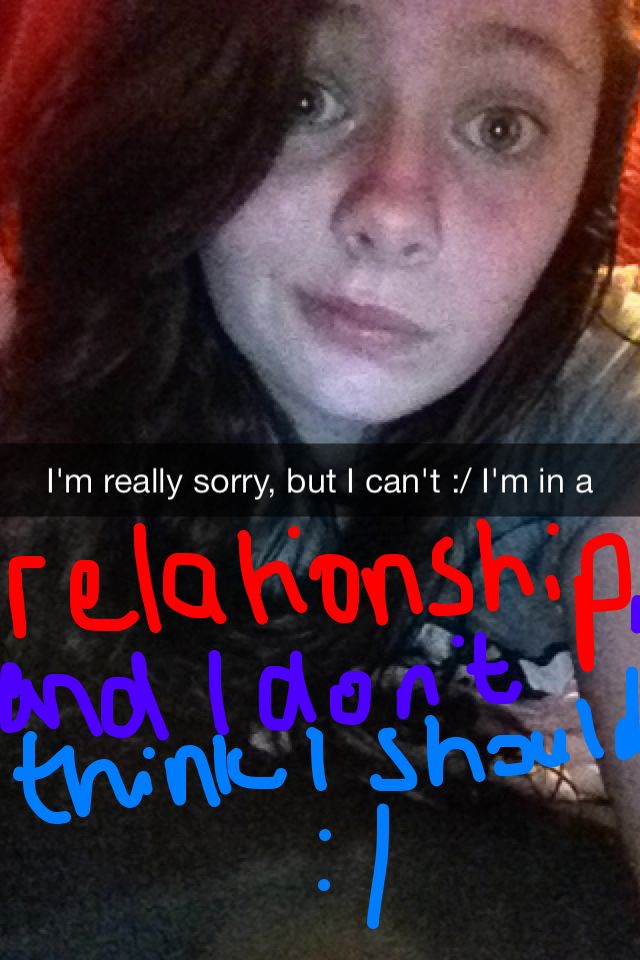 I'm really sorry, but I can't :/ I'm in a
relationship,
and I don't
think I should
:/